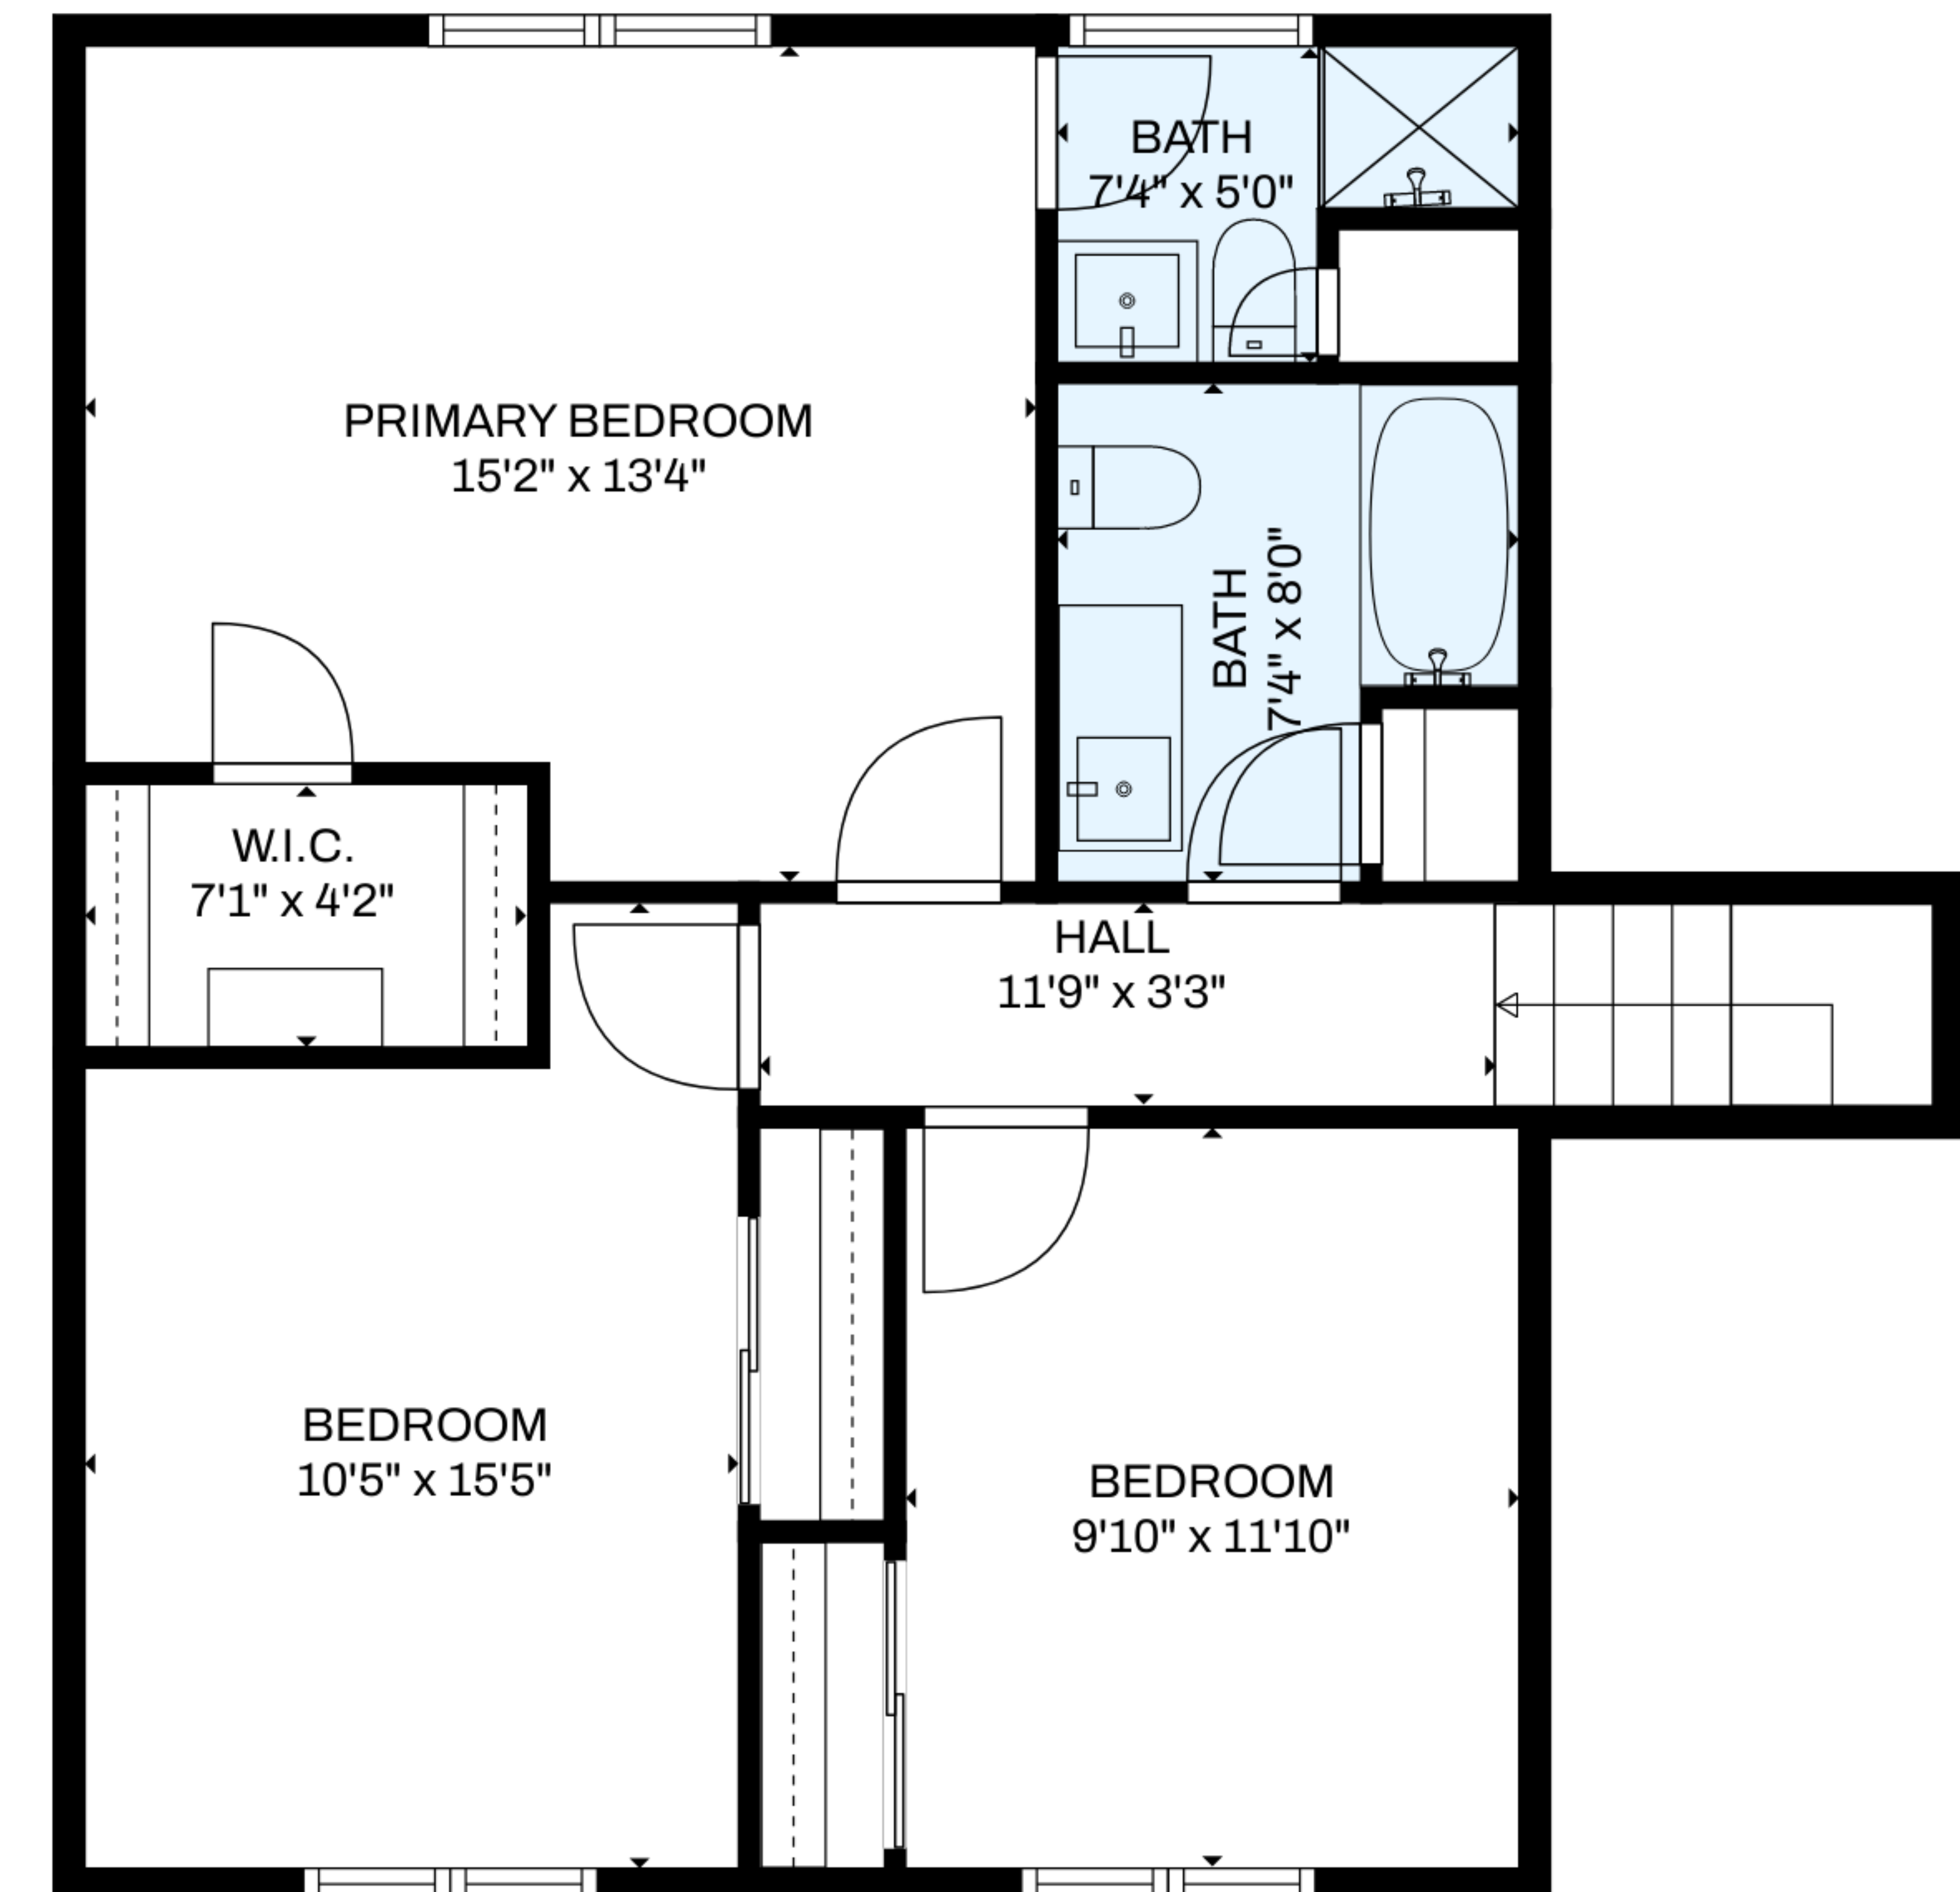 BATH
7'4" x 5'0"
PRIMARY BEDROOM
15'2" x 13'4"
BATH
7'4" x 8'0"
W.I.C.
7'1" x 4'2"
HALL
11'9" x 3'3"
BEDROOM
10'5" x 15'5"
BEDROOM
9'10" x 11'10"